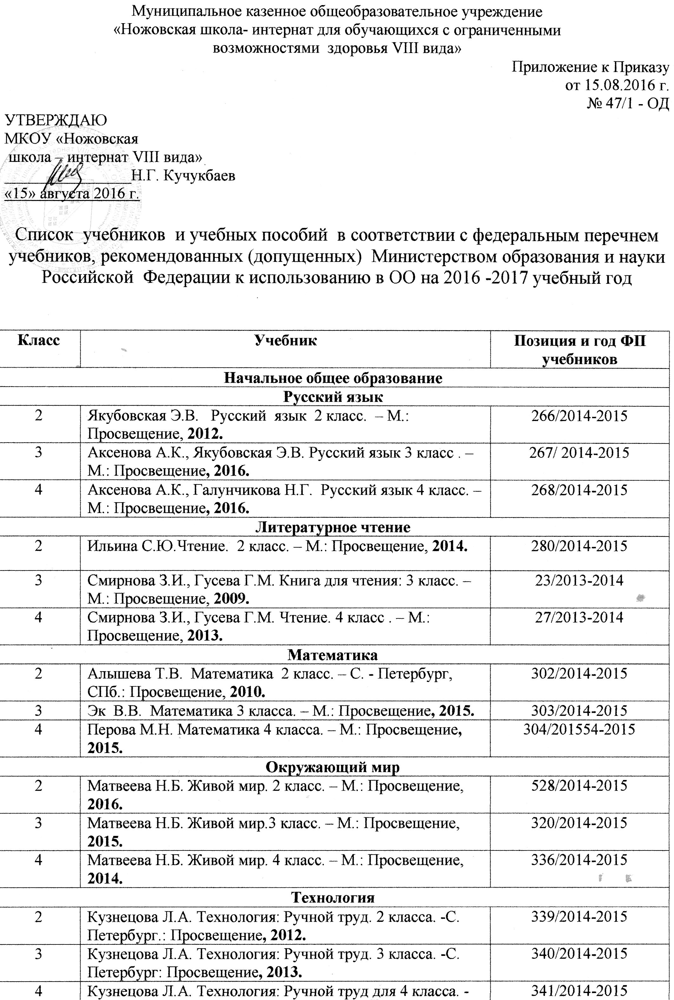 Муниципальное казенное общеобразовательное учреждение
«Ножовская школа- интернат для обучающихся с ограниченными
возможностями  здоровья VIII вида»
Приложение к Приказу
от 15.08.2016 г.
№ 47/1 - ОД
УТВЕРЖДАЮ
МКОУ «Ножовская
школа – интернат VIII вида»
Н.Г. Кучукбаев
«15» августа 2016 г.
Список  учебников  и учебных пособий  в соответствии с федеральным перечнем
учебников, рекомендованных (допущенных)  Министерством образования и науки
Российской  Федерации к использованию в ОО на 2016 -2017 учебный год
Класс Учебник Позиция и год ФП
учебников
Начальное общее образование
Русский язык
2 Якубовская Э.В.   Русский  язык  2 класс.  – М.: 266/2014-2015
Просвещение, 2012.
3 Аксенова А.К., Якубовская Э.В. Русский язык 3 класс . – 267/ 2014-2015
М.: Просвещение, 2016.
4 Аксенова А.К., Галунчикова Н.Г.  Русский язык 4 класс. – 268/2014-2015
М.: Просвещение, 2016.
Литературное чтение
2 Ильина С.Ю.Чтение.  2 класс. – М.: Просвещение, 2014. 280/2014-2015
3 Смирнова З.И., Гусева Г.М. Книга для чтения: 3 класс. – 23/2013-2014
М.: Просвещение, 2009.
4 Смирнова З.И., Гусева Г.М. Чтение. 4 класс . – М.: 27/2013-2014
Просвещение, 2013.
Математика
2 Алышева Т.В.  Математика  2 класс. – С. - Петербург, 302/2014-2015
СПб.: Просвещение, 2010.
3 Эк  В.В.  Математика 3 класса. – М.: Просвещение, 2015. 303/2014-2015
4 Перова М.Н. Математика 4 класса. – М.: Просвещение, 304/201554-2015
2015.
Окружающий мир
2 Матвеева Н.Б. Живой мир. 2 класс. – М.: Просвещение, 528/2014-2015
2016.
3 Матвеева Н.Б. Живой мир.3 класс. – М.: Просвещение, 320/2014-2015
2015.
4 Матвеева Н.Б. Живой мир. 4 класс. – М.: Просвещение, 336/2014-2015
2014.
Технология
2 Кузнецова Л.А. Технология: Ручной труд. 2 класса. -С. 339/2014-2015
Петербург.: Просвещение, 2012.
3 Кузнецова Л.А. Технология: Ручной труд. 3 класса. -С. 340/2014-2015
Петербург: Просвещение, 2013.
4 Кузнецова Л.А. Технология: Ручной труд для 4 класса. - 341/2014-2015